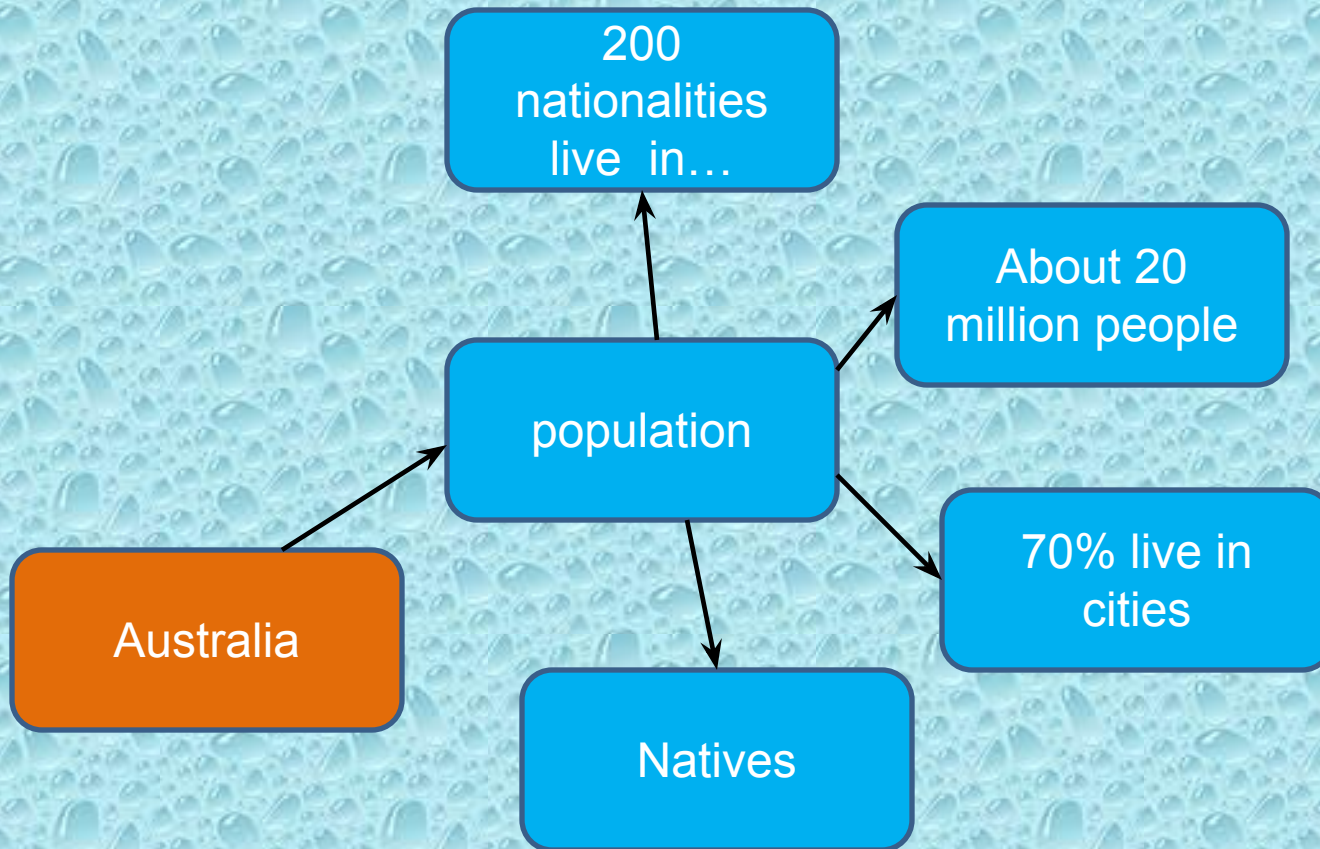 200
nationalities
live in…
About 20
million people
population
70% live in
cities
Australia
Natives